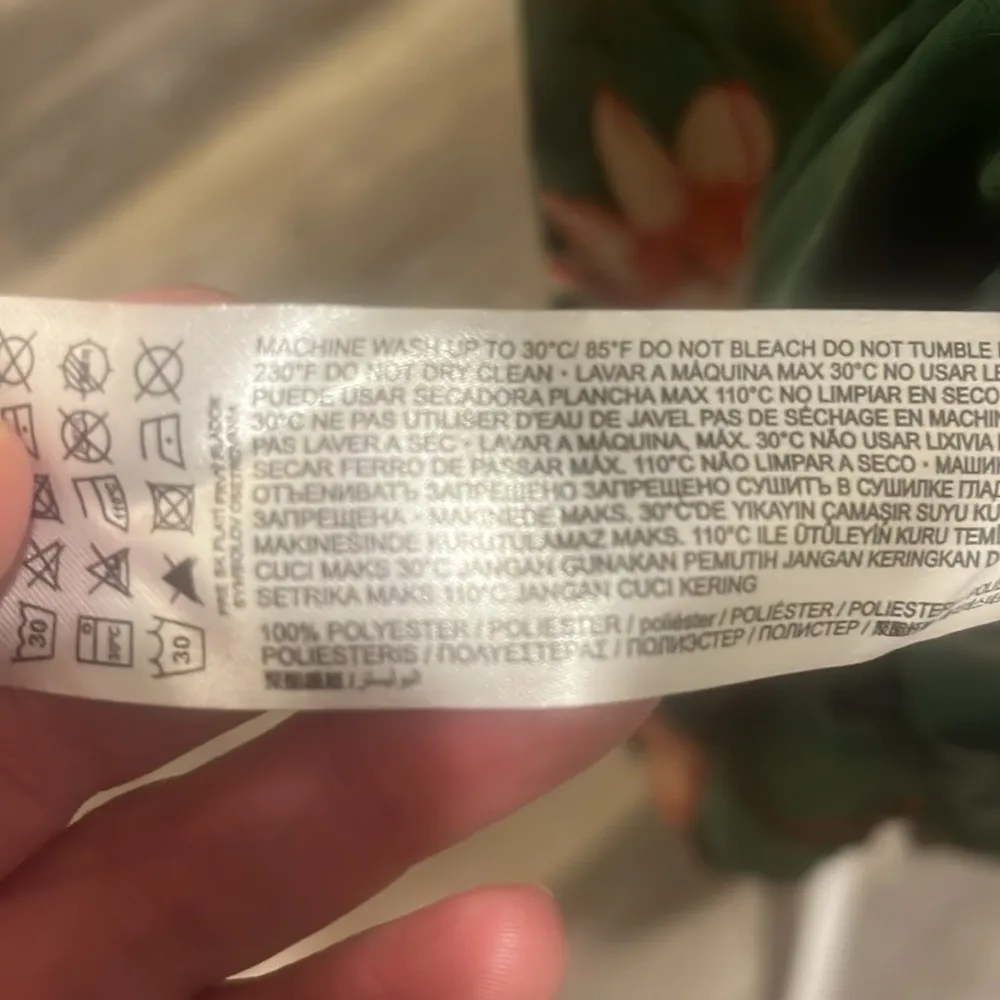 MACHINE WASH UP TO 30°C/ 85°F DO NOT BLEACH DO NOT TUMBLE
230°F DO NOT DRY CLEAN • LAVAR A MÁQUINA MAX 30°C NO USAR
PUEDE USAR SECADORA PLANCHA MAX 110°C NO LIMPIAR EN SECO
30°C NE PAS UTILISER D'EAU DE JAVEL PAS DE SÉCHAGE EN
PAS LAVER A SEC • LAVAR A MÁQUINA, MÁX. 30°C NÃO USAR LIXIVIA
SECAR FERRO DE PASSAR MÁX. 110°C NÃO LIMPAR A SECO •
ЗАПРЕЩЕНО СУШИТЬ В СУШИЛКЕ
ЗАПРЕЩЕНА • MAKINEDE MAKS. 30°C'DE YIKAYIN ÇAMAŞIR SUYU
MAKINESINDE KURUTULAMAZ MAKS. 110°C ILE ÜTÜLEYİN KURU
CUCI MAKS 30°C JANGAN GUNAKAN PEMUTIH JANGAN KERINGKAN
SETRIKA MAKS 110°C JANGAN CUCI KERING
100% POLYESTER / POLIESTER / poliéster / POLIÉSTER / POLIESTER
POLIESTERIS / ΠΟΛΥΕΣΤΕΡΑΣ / ПОЛИЭСТЕР / ПОЛИСТЕР /
30
30°C
30